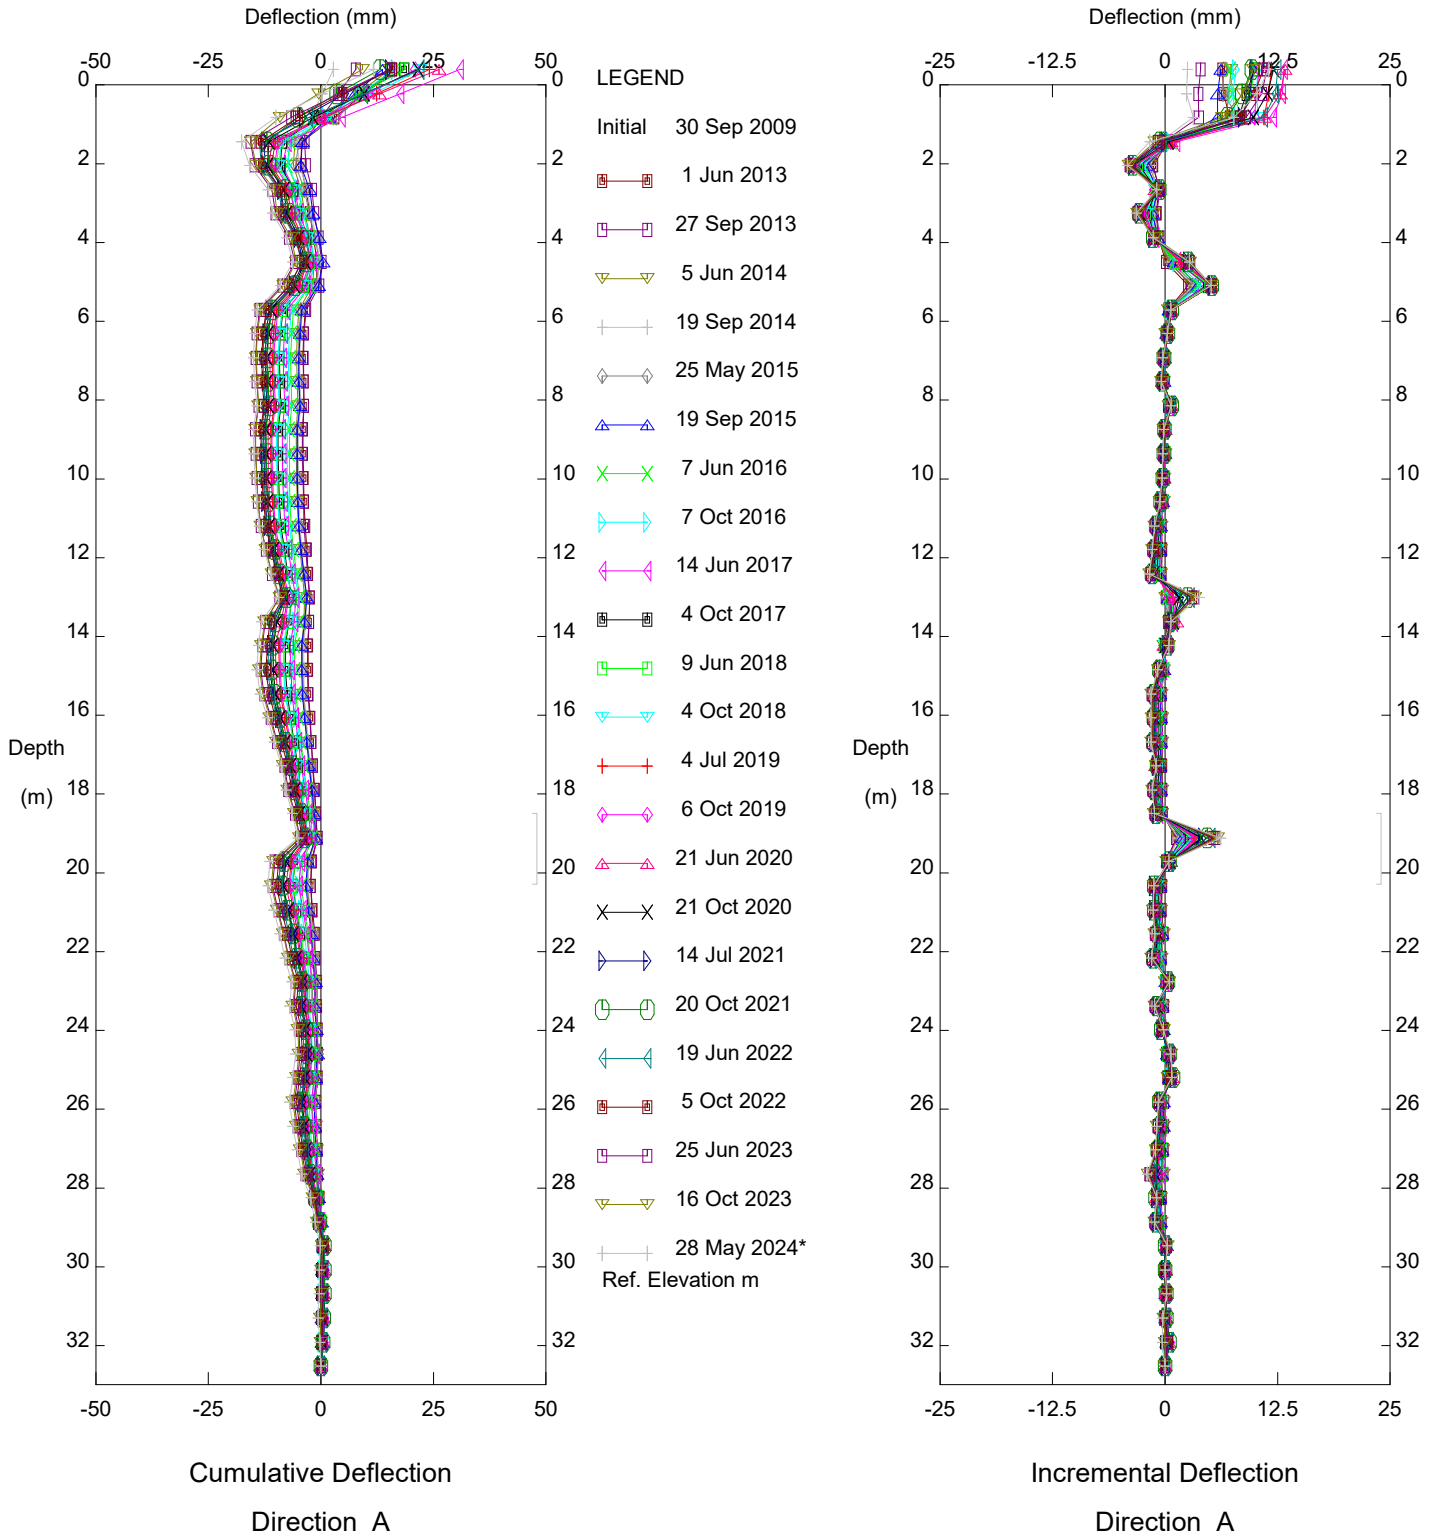 Deflection (mm)
-50 -25 0 25 50
0 0
2 2
4 4
6 6
8 8
10 10
12 12
14 14
16 16
Depth
18 18
(m)
20 20
22 22
24 24
26 26
28 28
30 30
32 32
-50 -25 0 25 50
Cumulative Deflection
Direction A
LEGEND
Initial 30 Sep 2009
1 Jun 2013
27 Sep 2013
5 Jun 2014
19 Sep 2014
25 May 2015
19 Sep 2015
7 Jun 2016
7 Oct 2016
14 Jun 2017
4 Oct 2017
9 Jun 2018
4 Oct 2018
4 Jul 2019
6 Oct 2019
21 Jun 2020
21 Oct 2020
14 Jul 2021
20 Oct 2021
19 Jun 2022
5 Oct 2022
25 Jun 2023
16 Oct 2023
28 May 2024*
Ref. Elevation m
Deflection (mm)
-25 -12.5 0 12.5 25
0 0
2 2
4 4
6 6
8 8
10 10
12 12
14 14
16 16
Depth
18 18
(m)
20 20
22 22
24 24
26 26
28 28
30 30
32 32
-25 -12.5 0 12.5 25
Incremental Deflection
Direction A